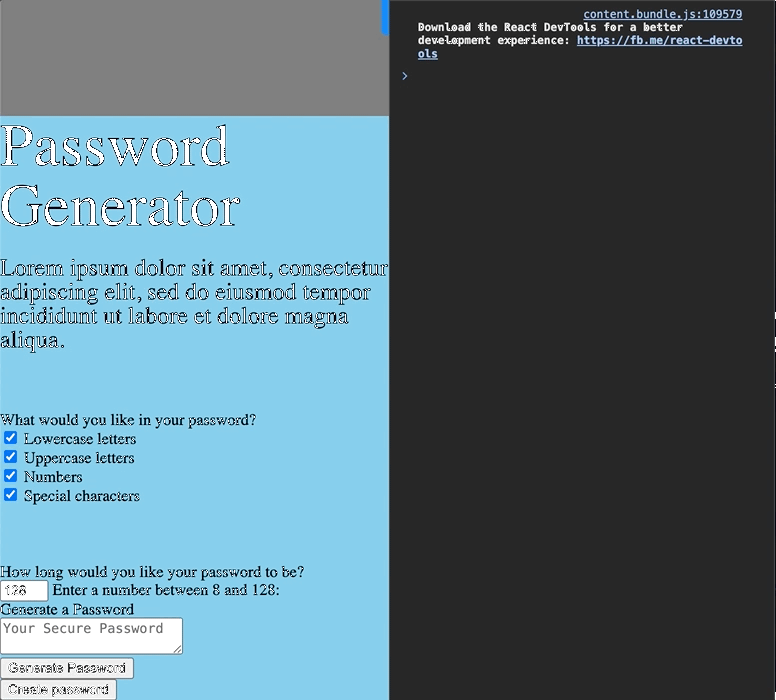 Password
Generator
Lorem ipsum dolor sit amet, consectetur
adipiscing elit, sed do eiusmod tempor
incididunt ut labore et dolore magna
aliqua.
What would you like in your password?
Lowercase letters
Uppercase letters
Numbers
Special characters
How long would you like your password to be?
128 Enter a number between 8 and 128:
Generate a Password
Your Secure Password
Generate Password
Create password
content.bundle.js:109579
Download the React DevTools for a better
development experience: https://fb.me/react-devto
ols